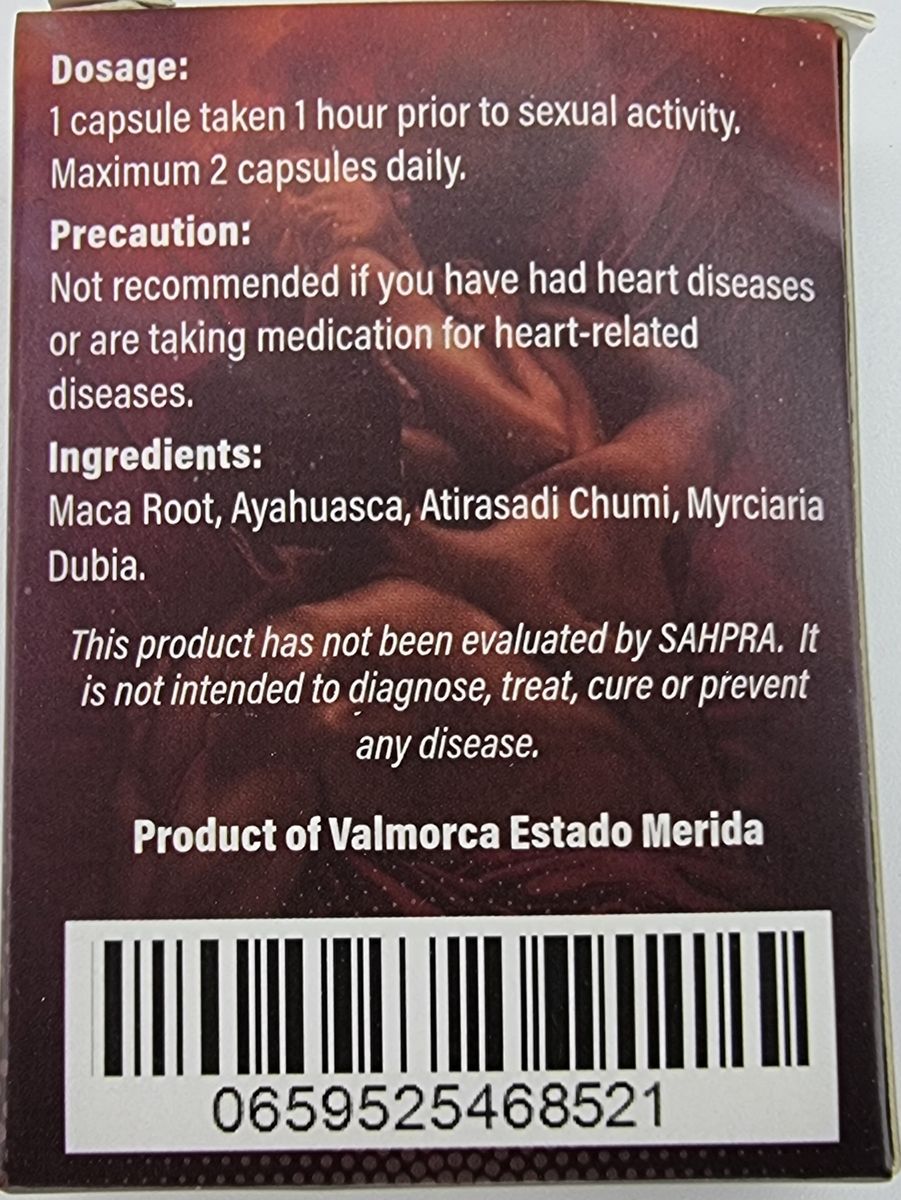 Dosage:
1 capsule taken 1 hour prior to sexual activity.
Maximum 2 capsules daily.
Precaution:
Not recommended if you have had heart diseases
or are taking medication for heart-related
diseases.
Ingredients:
Maca Root, Ayahuasca, Atirasadi Chumi, Myrciaria
Dubia.
This product has not been evaluated by SAHPRA. It
is not intended to diagnose, treat, cure or prevent
any disease.
Product of Valmorca Estado Merida
0659525468521